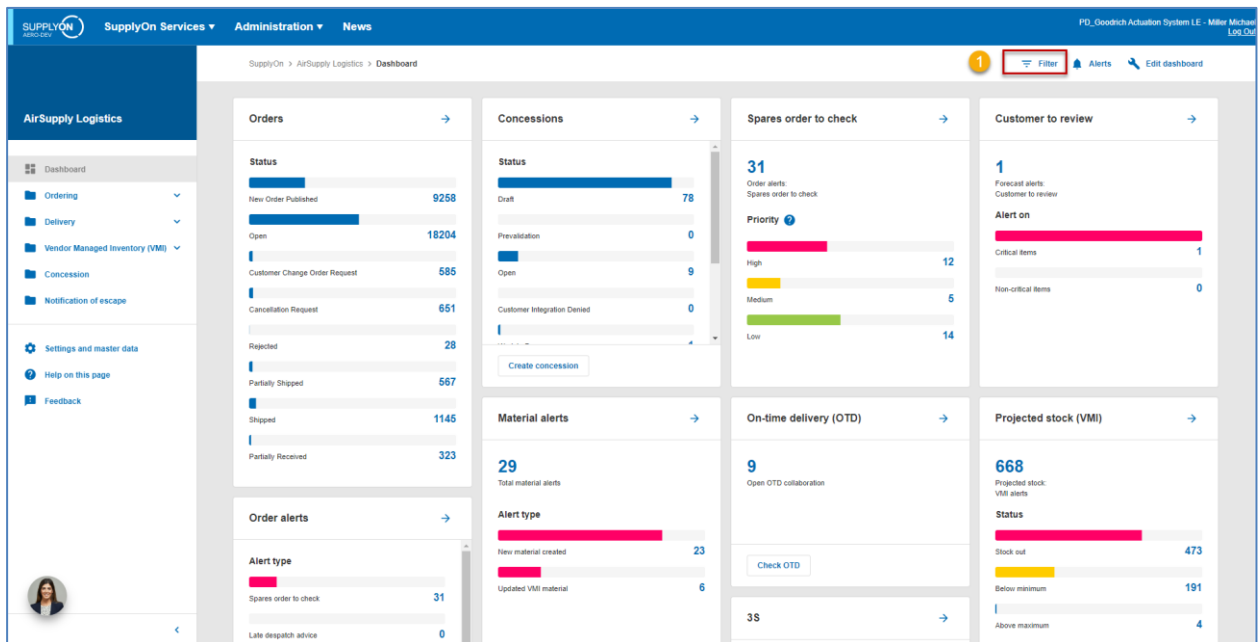 SUPPLYON
AERO-DEV
SupplyOn Services
Administration
News
PD_Goodrich Actuation System LE - Miller Michael
Log Out
SupplyOn > AirSupply Logistics > Dashboard
1
Filter
Alerts
Edit dashboard
AirSupply Logistics
Dashboard
Ordering
Delivery
Vendor Managed Inventory (VMI)
Concession
Notification of escape
Settings and master data
Help on this page
Feedback
Orders
Status
New Order Published 9258
Open 18204
Customer Change Order Request 585
Cancellation Request 651
Rejected 28
Partially Shipped 567
Shipped 1145
Partially Received 323
Order alerts
Alert type
Spares order to check 31
Late despatch advice 0
Concessions
Status
Draft 78
Prevalidation 0
Open 9
Customer Integration Denied 0
Create concession
Material alerts
29
Total material alerts
Alert type
New material created 23
Updated VMI material 6
Spares order to check
31
Order alerts:
Spares order to check
Priority
High 12
Medium 5
Low 14
On-time delivery (OTD)
9
Open OTD collaboration
Check OTD
3S
Customer to review
1
Forecast alerts:
Customer to review
Alert on
Critical items 1
Non-critical items 0
Projected stock (VMI)
668
Projected stock:
VMI alerts
Status
Stock out 473
Below minimum 191
Above maximum 4